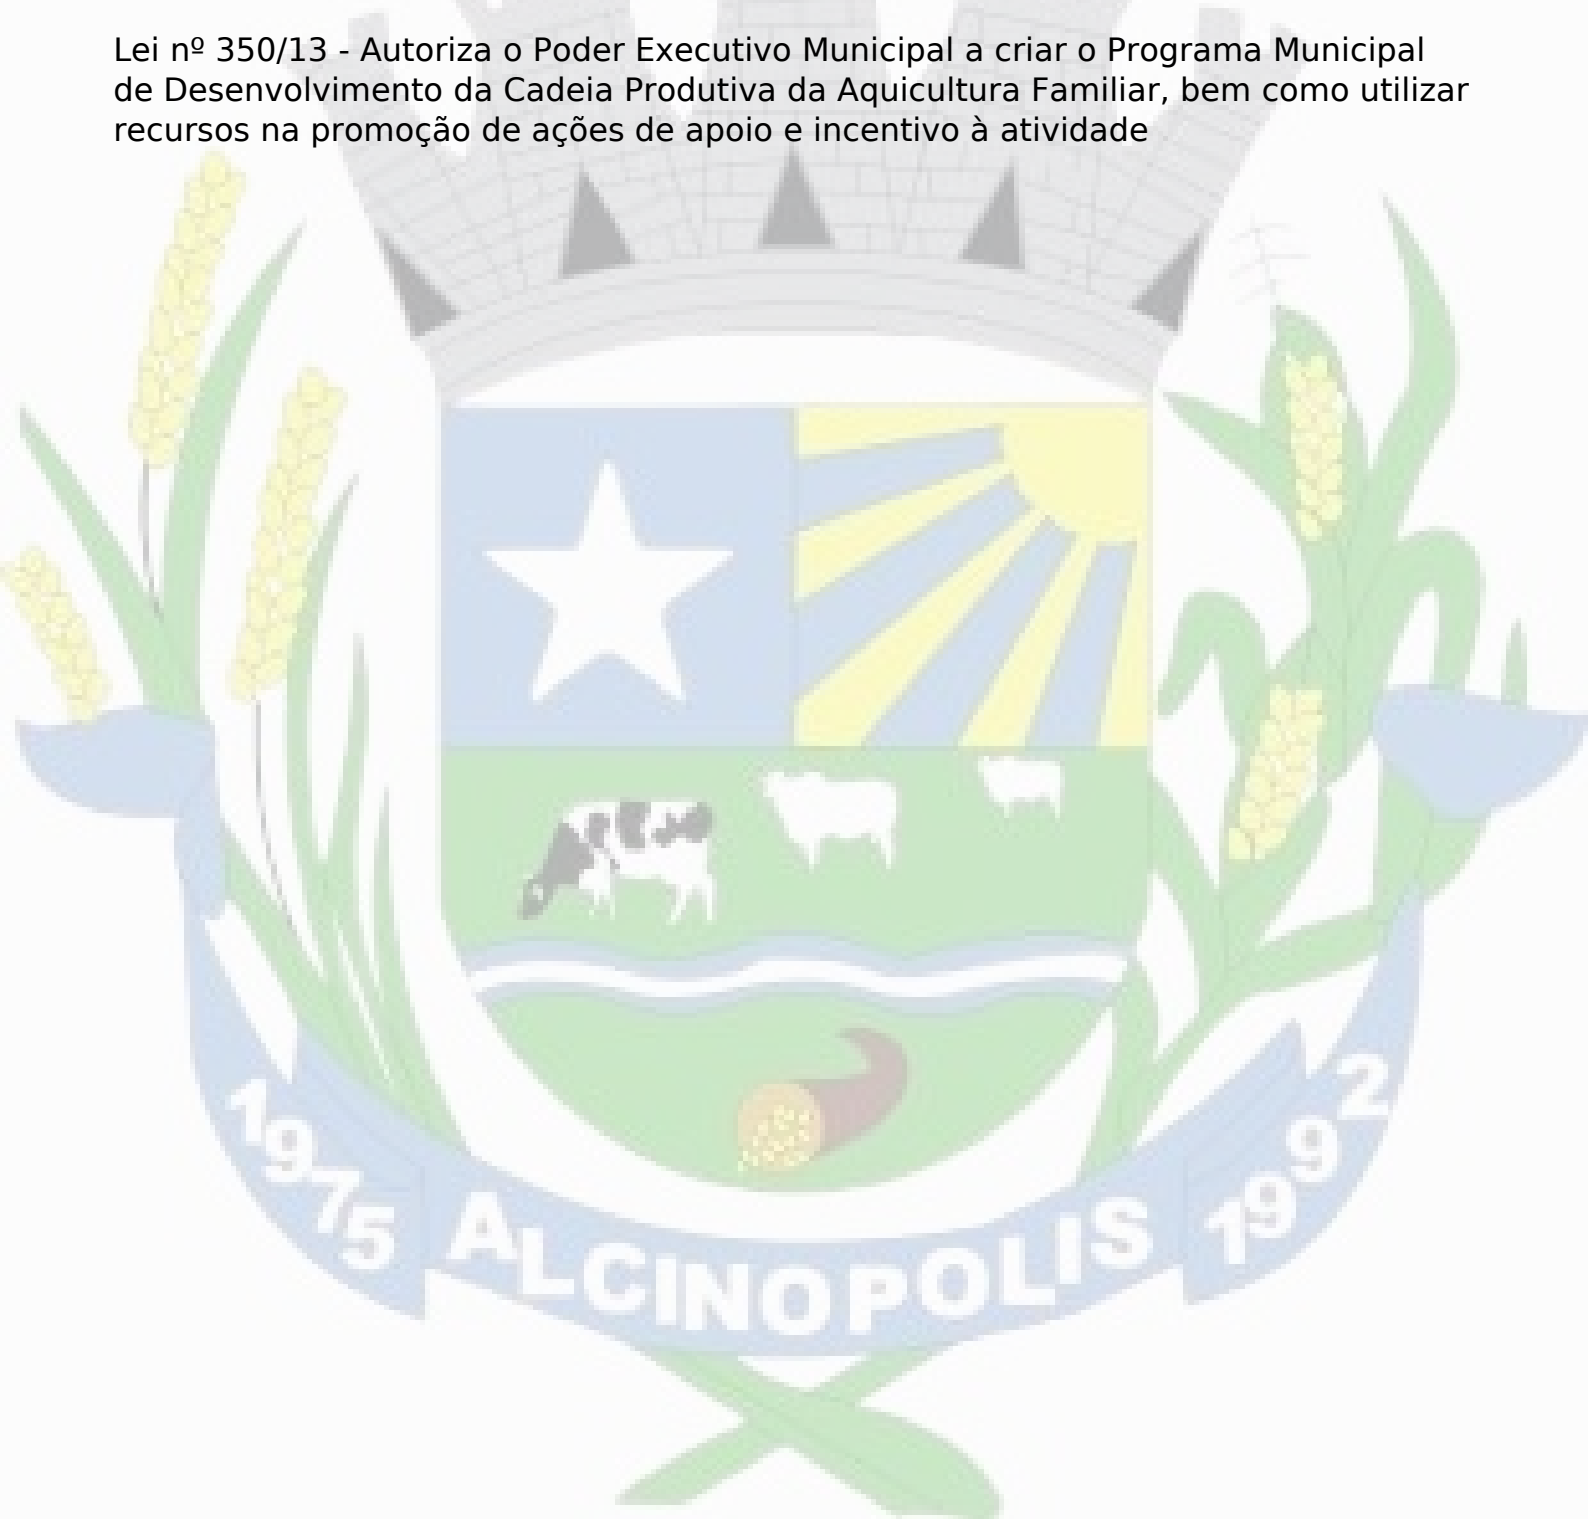 Lei nº 350/13 - Autoriza o Poder Executivo Municipal a criar o Programa Municipal
de Desenvolvimento da Cadeia Produtiva da Aquicultura Familiar, bem como utilizar
recursos na promoção de ações de apoio e incentivo à atividade
1975 ALCINOPOLIS 1992